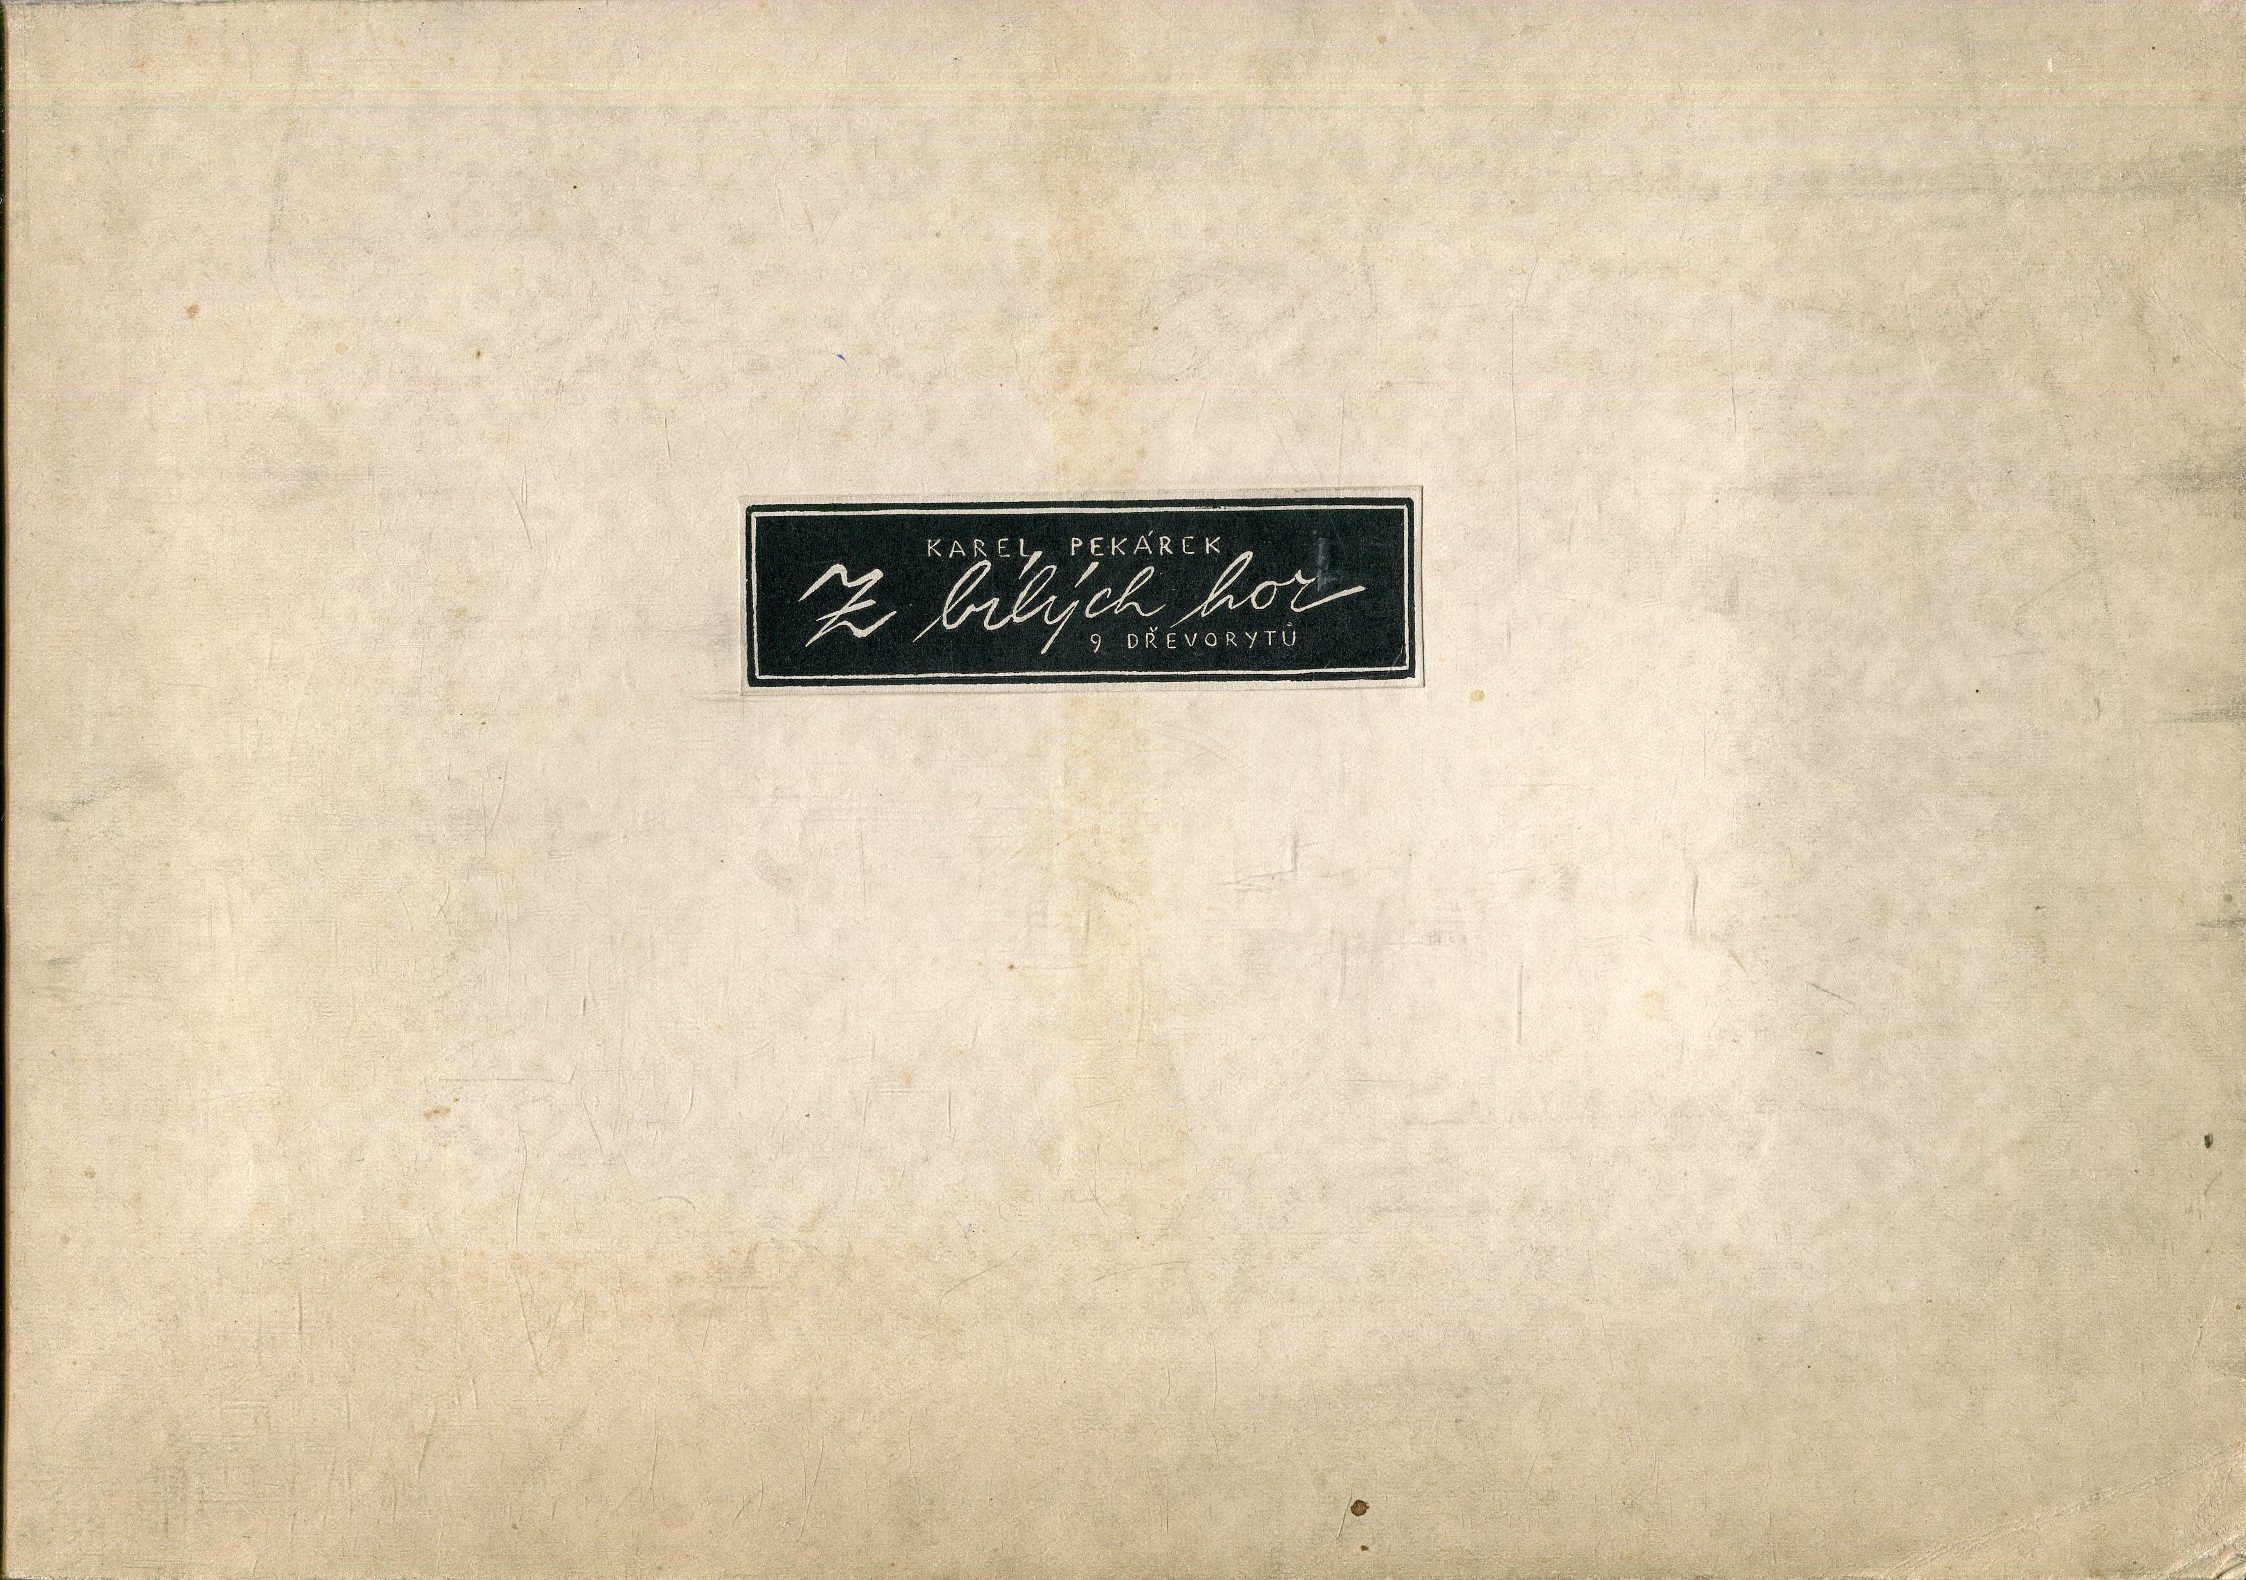 KAREL PEKÁREK
Z bílých hor
9 DŘEVORYTŮ